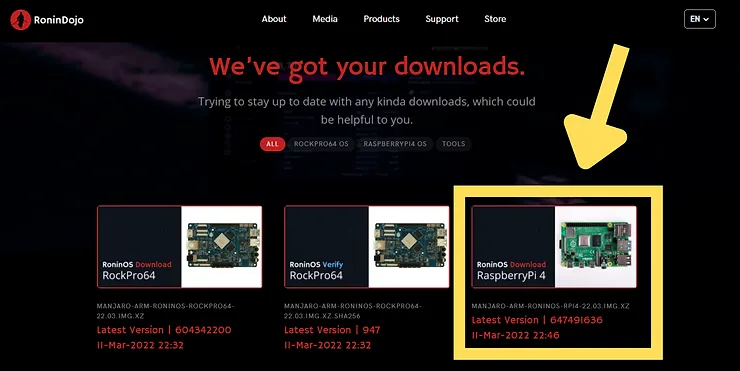 RoninDojo
About
Media
Products
Support
Store
EN
We've got your downloads.
Trying to stay up to date with any kinda downloads, which could
be helpful to you.
ALL
ROCKPRO64 OS
RASPBERRYPI4 OS
TOOLS
RoninOS Download
RockPro64
MANJARO-ARM-RONINOS-ROCKPRO64-
22.03.IMG.XZ
Latest Version | 604342200
11-Mar-2022 22:32
RoninOS Verify
RockPro64
MANJARO-ARM-RONINOS-ROCKPRO64-
22.03.IMG.XZ.SHA256
Latest Version | 947
11-Mar-2022 22:32
RoninOS Download
RaspberryPi 4
MANJARO-ARM-RONINOS-RPI4-22.03.IMG.XZ
Latest Version | 647491636
11-Mar-2022 22:46